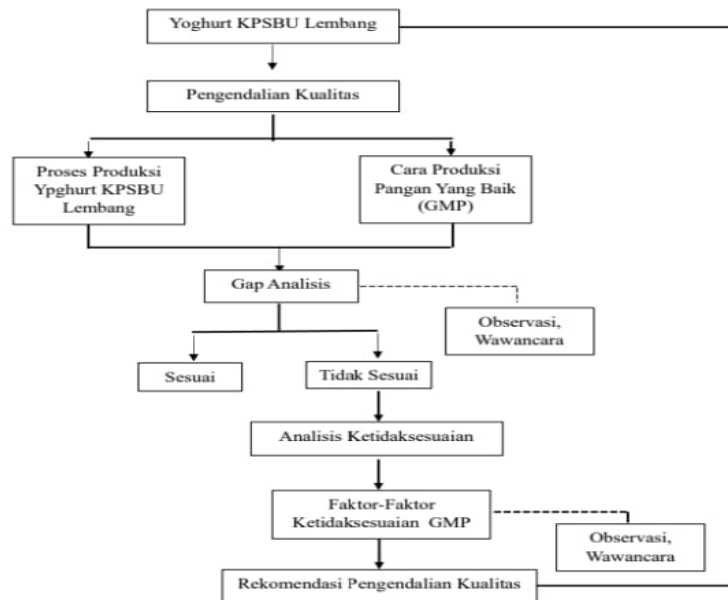 Yoghurt KPSBU Lembang
Pengendalian Kualitas
Proses Produksi
Ypghurt KPSBU
Lembang
Cara Produksi
Pangan Yang Baik
(GMP)
Gap Analisis
Observasi,
Wawancara
Sesuai
Tidak Sesuai
Analisis Ketidaksesuaian
Faktor-Faktor
Ketidaksesuaian GMP
Observasi,
Wawancara
Rekomendasi Pengendalian Kualitas